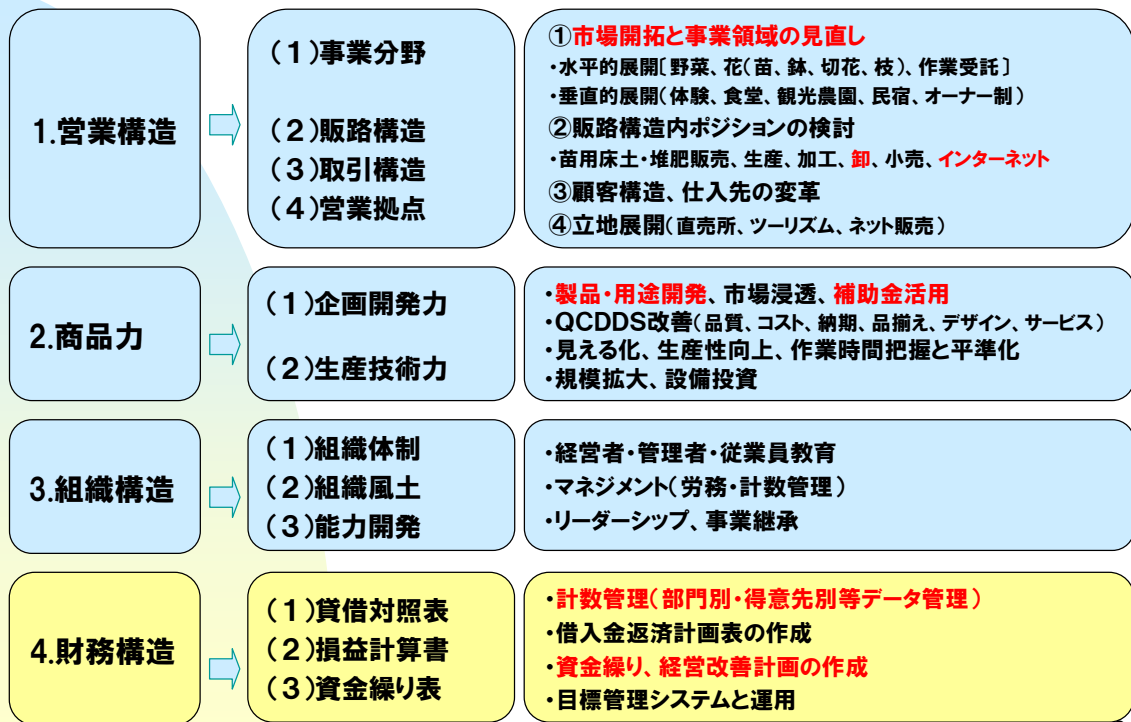 1.営業構造
(1)事業分野
(2)販路構造
(3)取引構造
(4)営業拠点
①市場開拓と事業領域の見直し
・水平的展開[野菜、花(苗、鉢、切花、枝)、作業受託]
・垂直的展開(体験、食堂、観光農園、民宿、オーナー制)
②販路構造内ポジションの検討
・苗用床土・堆肥販売、生産、加工、卸、小売、インターネット
③顧客構造、仕入先の変革
④立地展開(直売所、ツーリズム、ネット販売)
2.商品力
(1)企画開発力
(2)生産技術力
・製品・用途開発、市場浸透、補助金活用
・QCDDS改善(品質、コスト、納期、品揃え、デザイン、サービス)
・見える化、生産性向上、作業時間把握と平準化
・規模拡大、設備投資
3.組織構造
(1)組織体制
(2)組織風土
(3)能力開発
・経営者・管理者・従業員教育
・マネジメント(労務・計数管理)
・リーダーシップ、事業継承
4.財務構造
(1)貸借対照表
(2)損益計算書
(3)資金繰り表
・計数管理(部門別・得意先別等データ管理)
・借入金返済計画表の作成
・資金繰り、経営改善計画の作成
・目標管理システムと運用